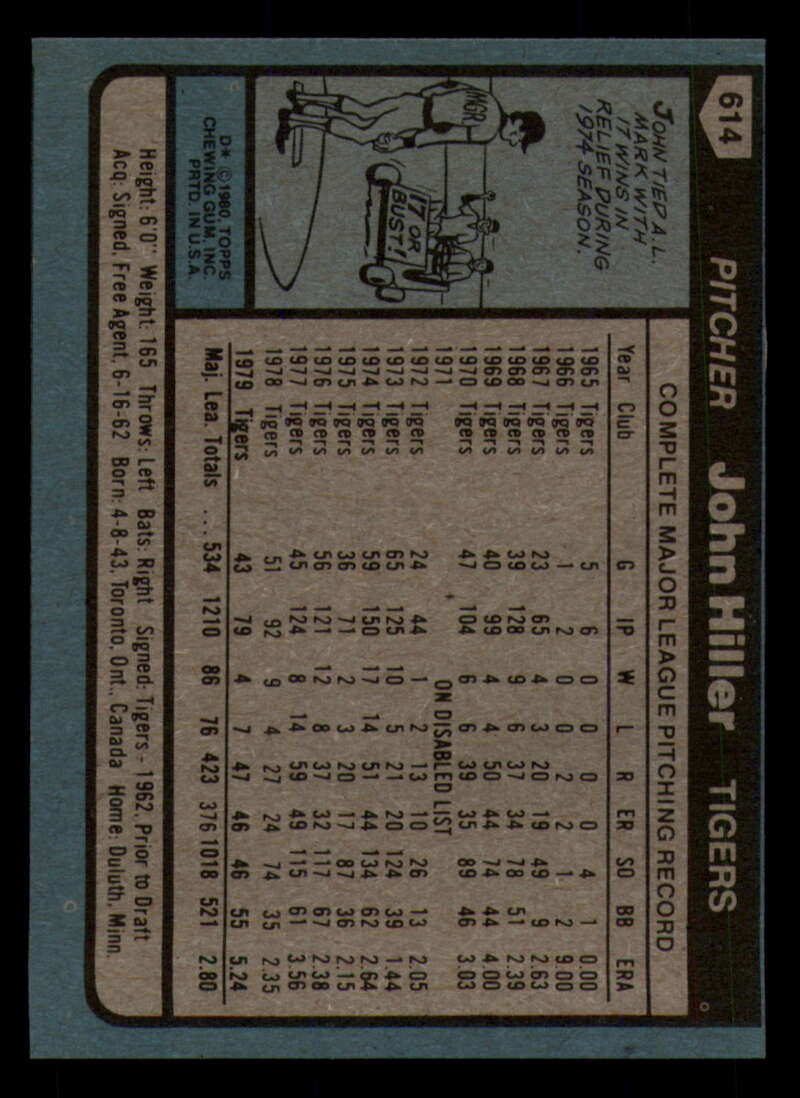 614 PITCHER John Hiller TIGERS
JOHN TIED A.L.
MARK WITH
17 WINS IN
RELIEF DURING
1974 SEASON.
MGR
17 OR
BUST!
D* © 1980, TOPPS
CHEWING GUM, INC.
PRTD. IN U.S.A.
COMPLETE MAJOR LEAGUE PITCHING RECORD
Year Club G IP W L R ER SO BB ERA
1965 Tigers 5 6 0 0 0 0 4 1 0.00
1966 Tigers 1 2 0 0 2 2 1 2 9.00
1967 Tigers 23 65 4 3 20 19 49 9 2.63
1968 Tigers 39 128 9 6 37 34 78 51 2.39
1969 Tigers 40 99 4 4 50 44 74 44 4.00
1970 Tigers 47 104 6 6 39 35 89 46 3.03
1971 ON DISABLED LIST
1972 Tigers 24 44 1 2 13 10 26 13 2.05
1973 Tigers 65 125 10 5 21 20 124 39 1.44
1974 Tigers 59 150 17 14 51 44 134 62 2.64
1975 Tigers 36 71 2 3 20 17 87 36 2.15
1976 Tigers 56 121 12 8 37 32 117 67 2.38
1977 Tigers 45 124 8 14 59 49 115 61 3.56
1978 Tigers 51 92 9 4 27 24 74 35 2.35
1979 Tigers 43 79 4 7 47 46 46 55 5.24
Maj. Lea. Totals ... 534 1210 86 76 423 376 1018 521 2.80
Height: 6'0" Weight: 165 Throws: Left Bats: Right Signed: Tigers - 1962, Prior to Draft
Acq: Signed, Free Agent, 6-16-62 Born: 4-8-43, Toronto, Ont., Canada Home: Duluth, Minn.